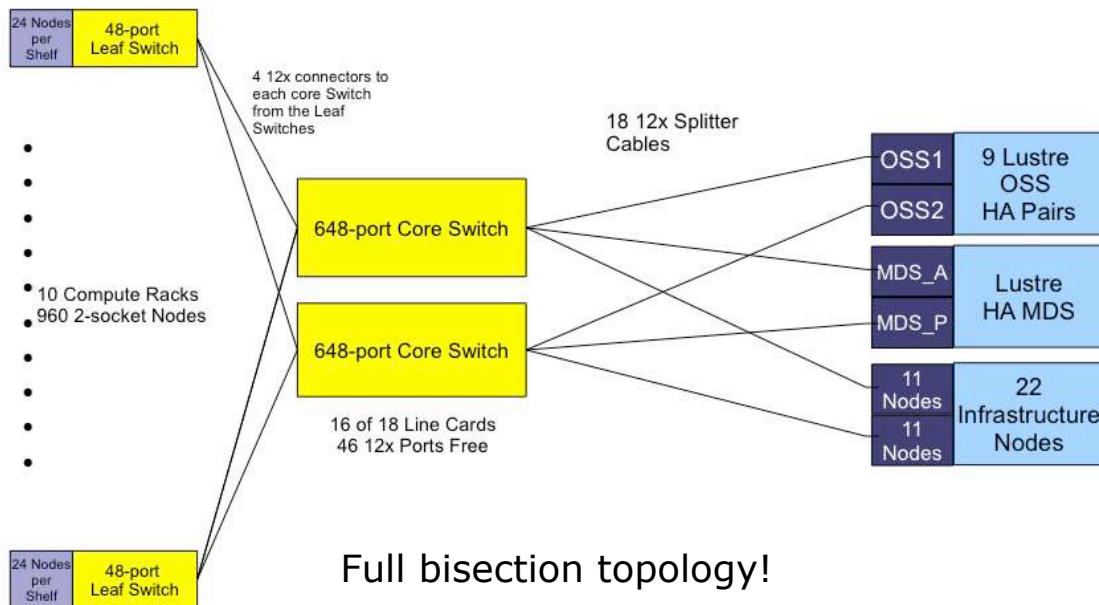 24 Nodes
per
Shelf
48-port
Leaf Switch
4 12x connectors to
each core Switch
from the Leaf
Switches
18 12x Splitter
Cables
OSS1
OSS2
9 Lustre
OSS
HA Pairs
648-port Core Switch
MDS_A
MDS_P
Lustre
HA MDS
10 Compute Racks
960 2-socket Nodes
648-port Core Switch
11
Nodes
11
Nodes
22
Infrastructure
Nodes
16 of 18 Line Cards
46 12x Ports Free
24 Nodes
per
Shelf
48-port
Leaf Switch
Full bisection topology!